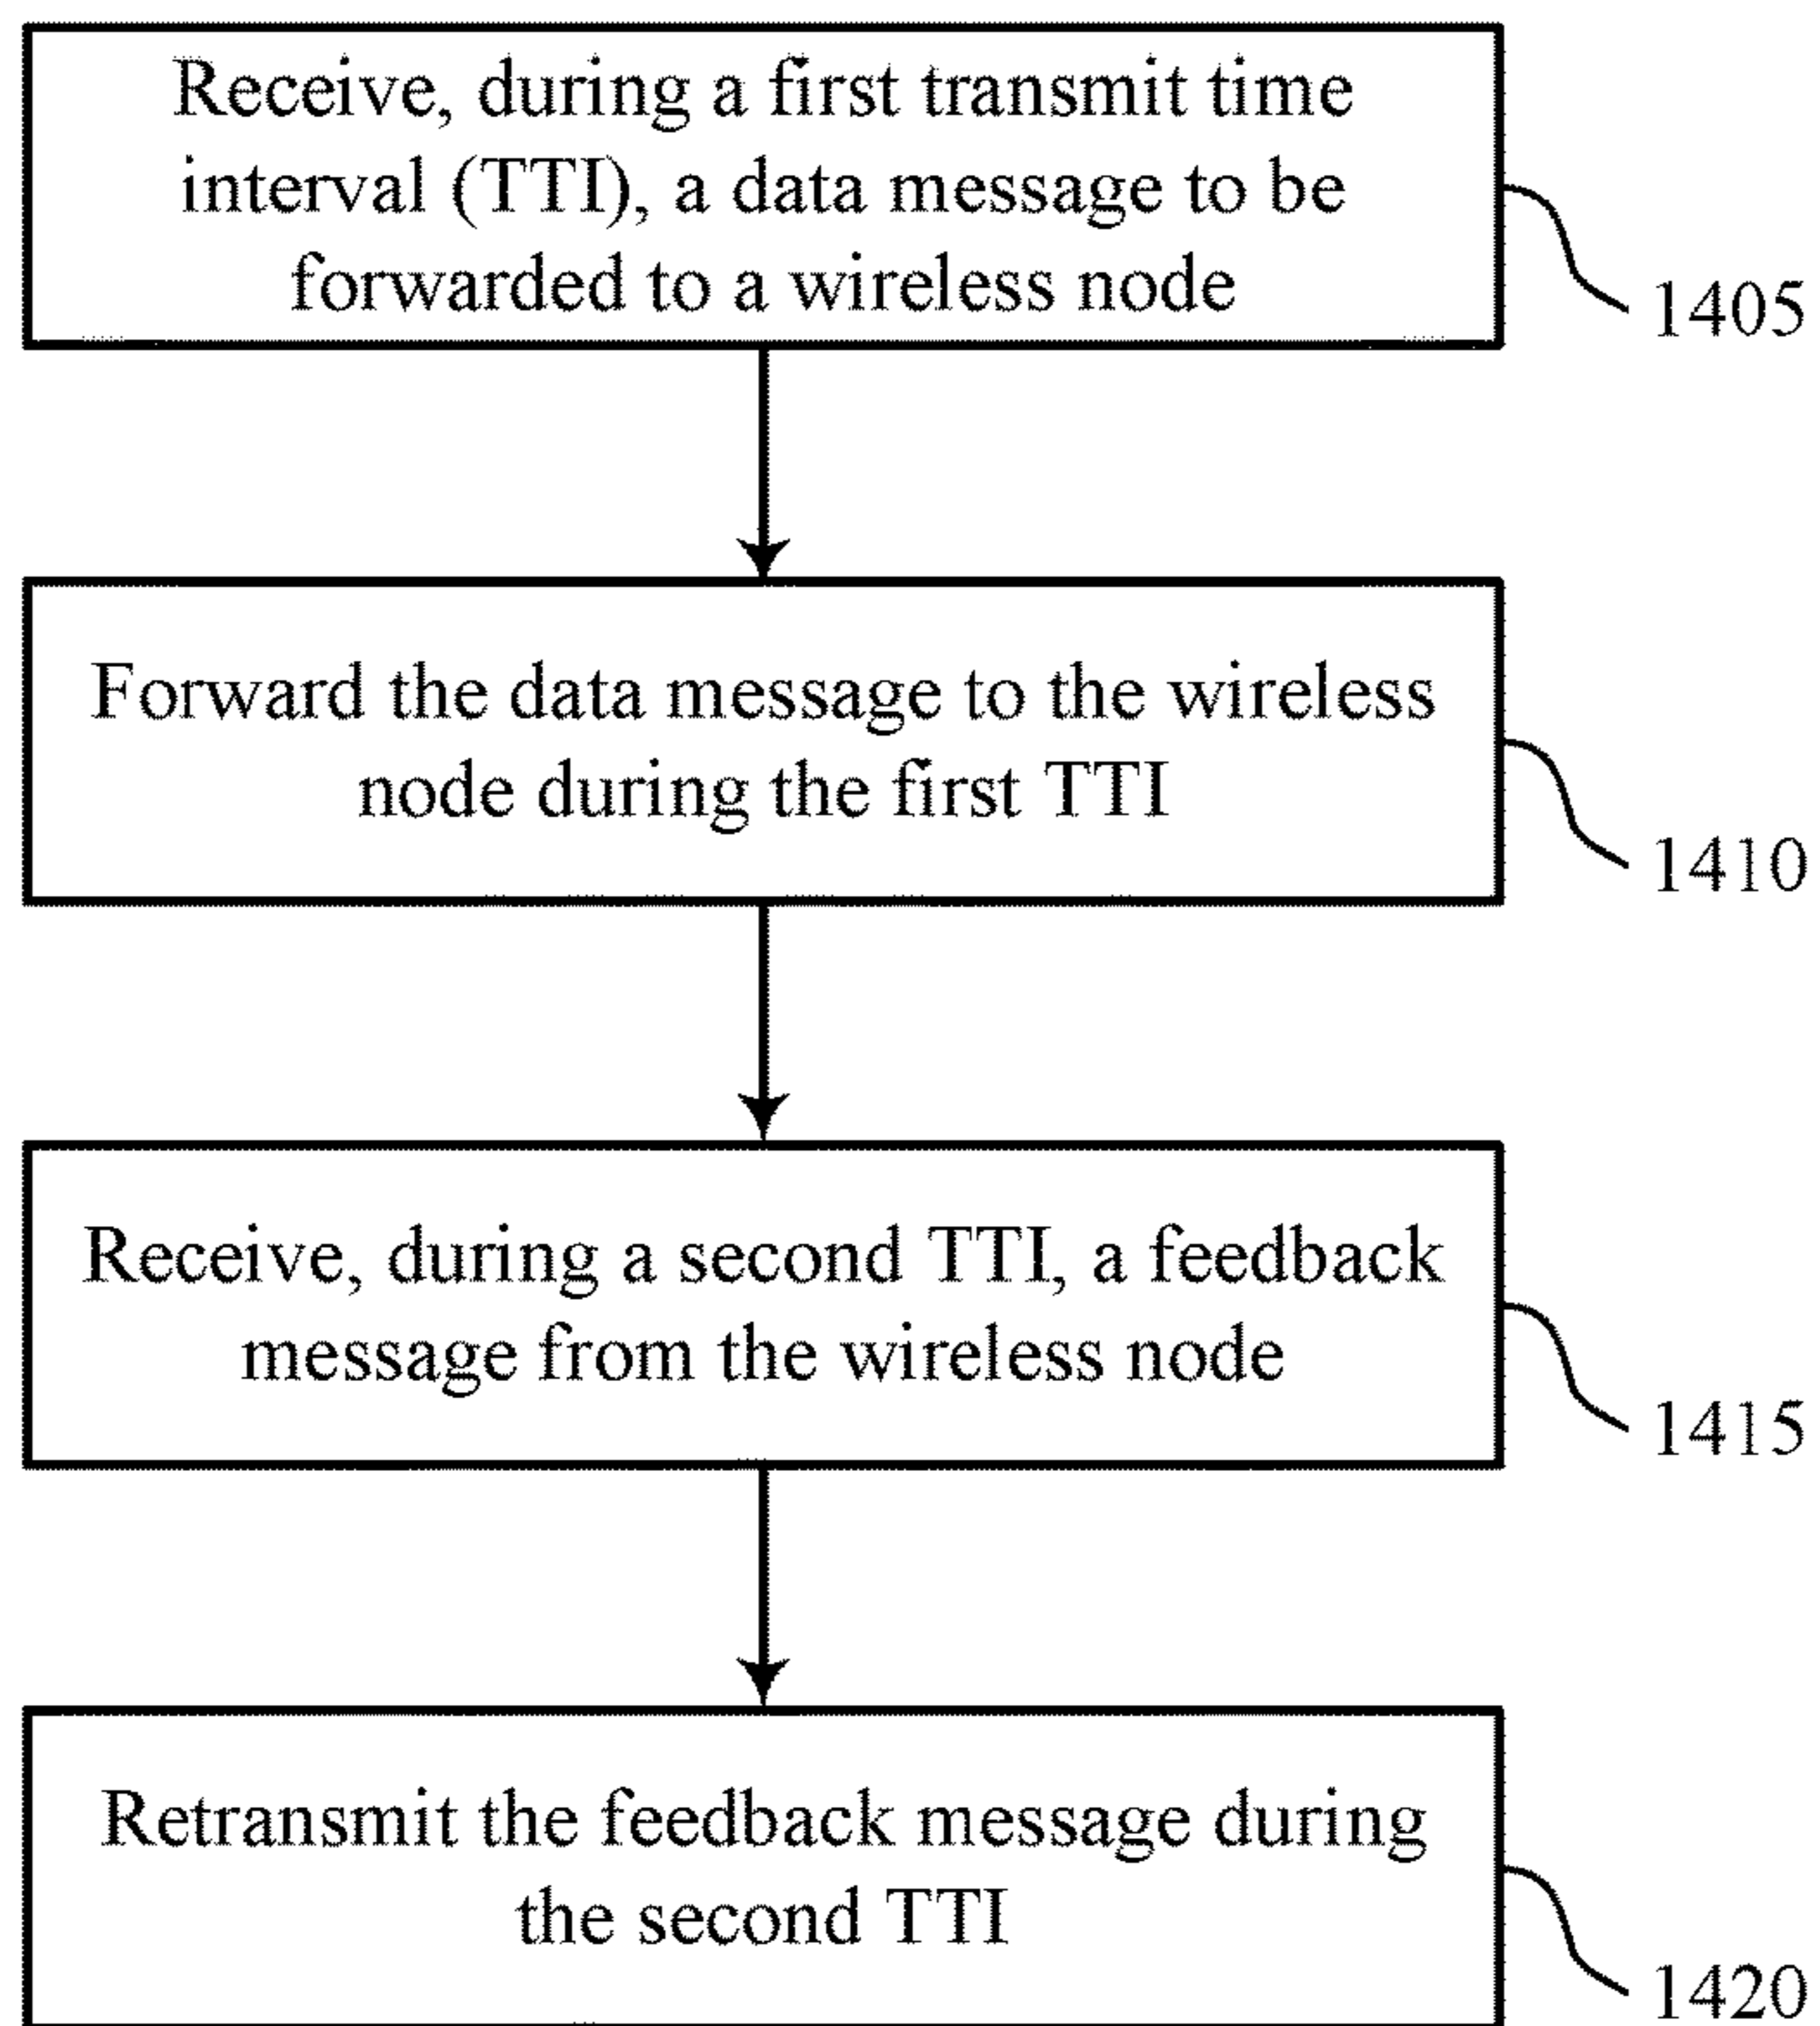 Receive, during a first transmit time
interval (TTI), a data message to be
forwarded to a wireless node
1405
Forward the data message to the wireless
node during the first TTI
1410
Receive, during a second TTI, a feedback
message from the wireless node
1415
Retransmit the feedback message during
the second TTI
1420